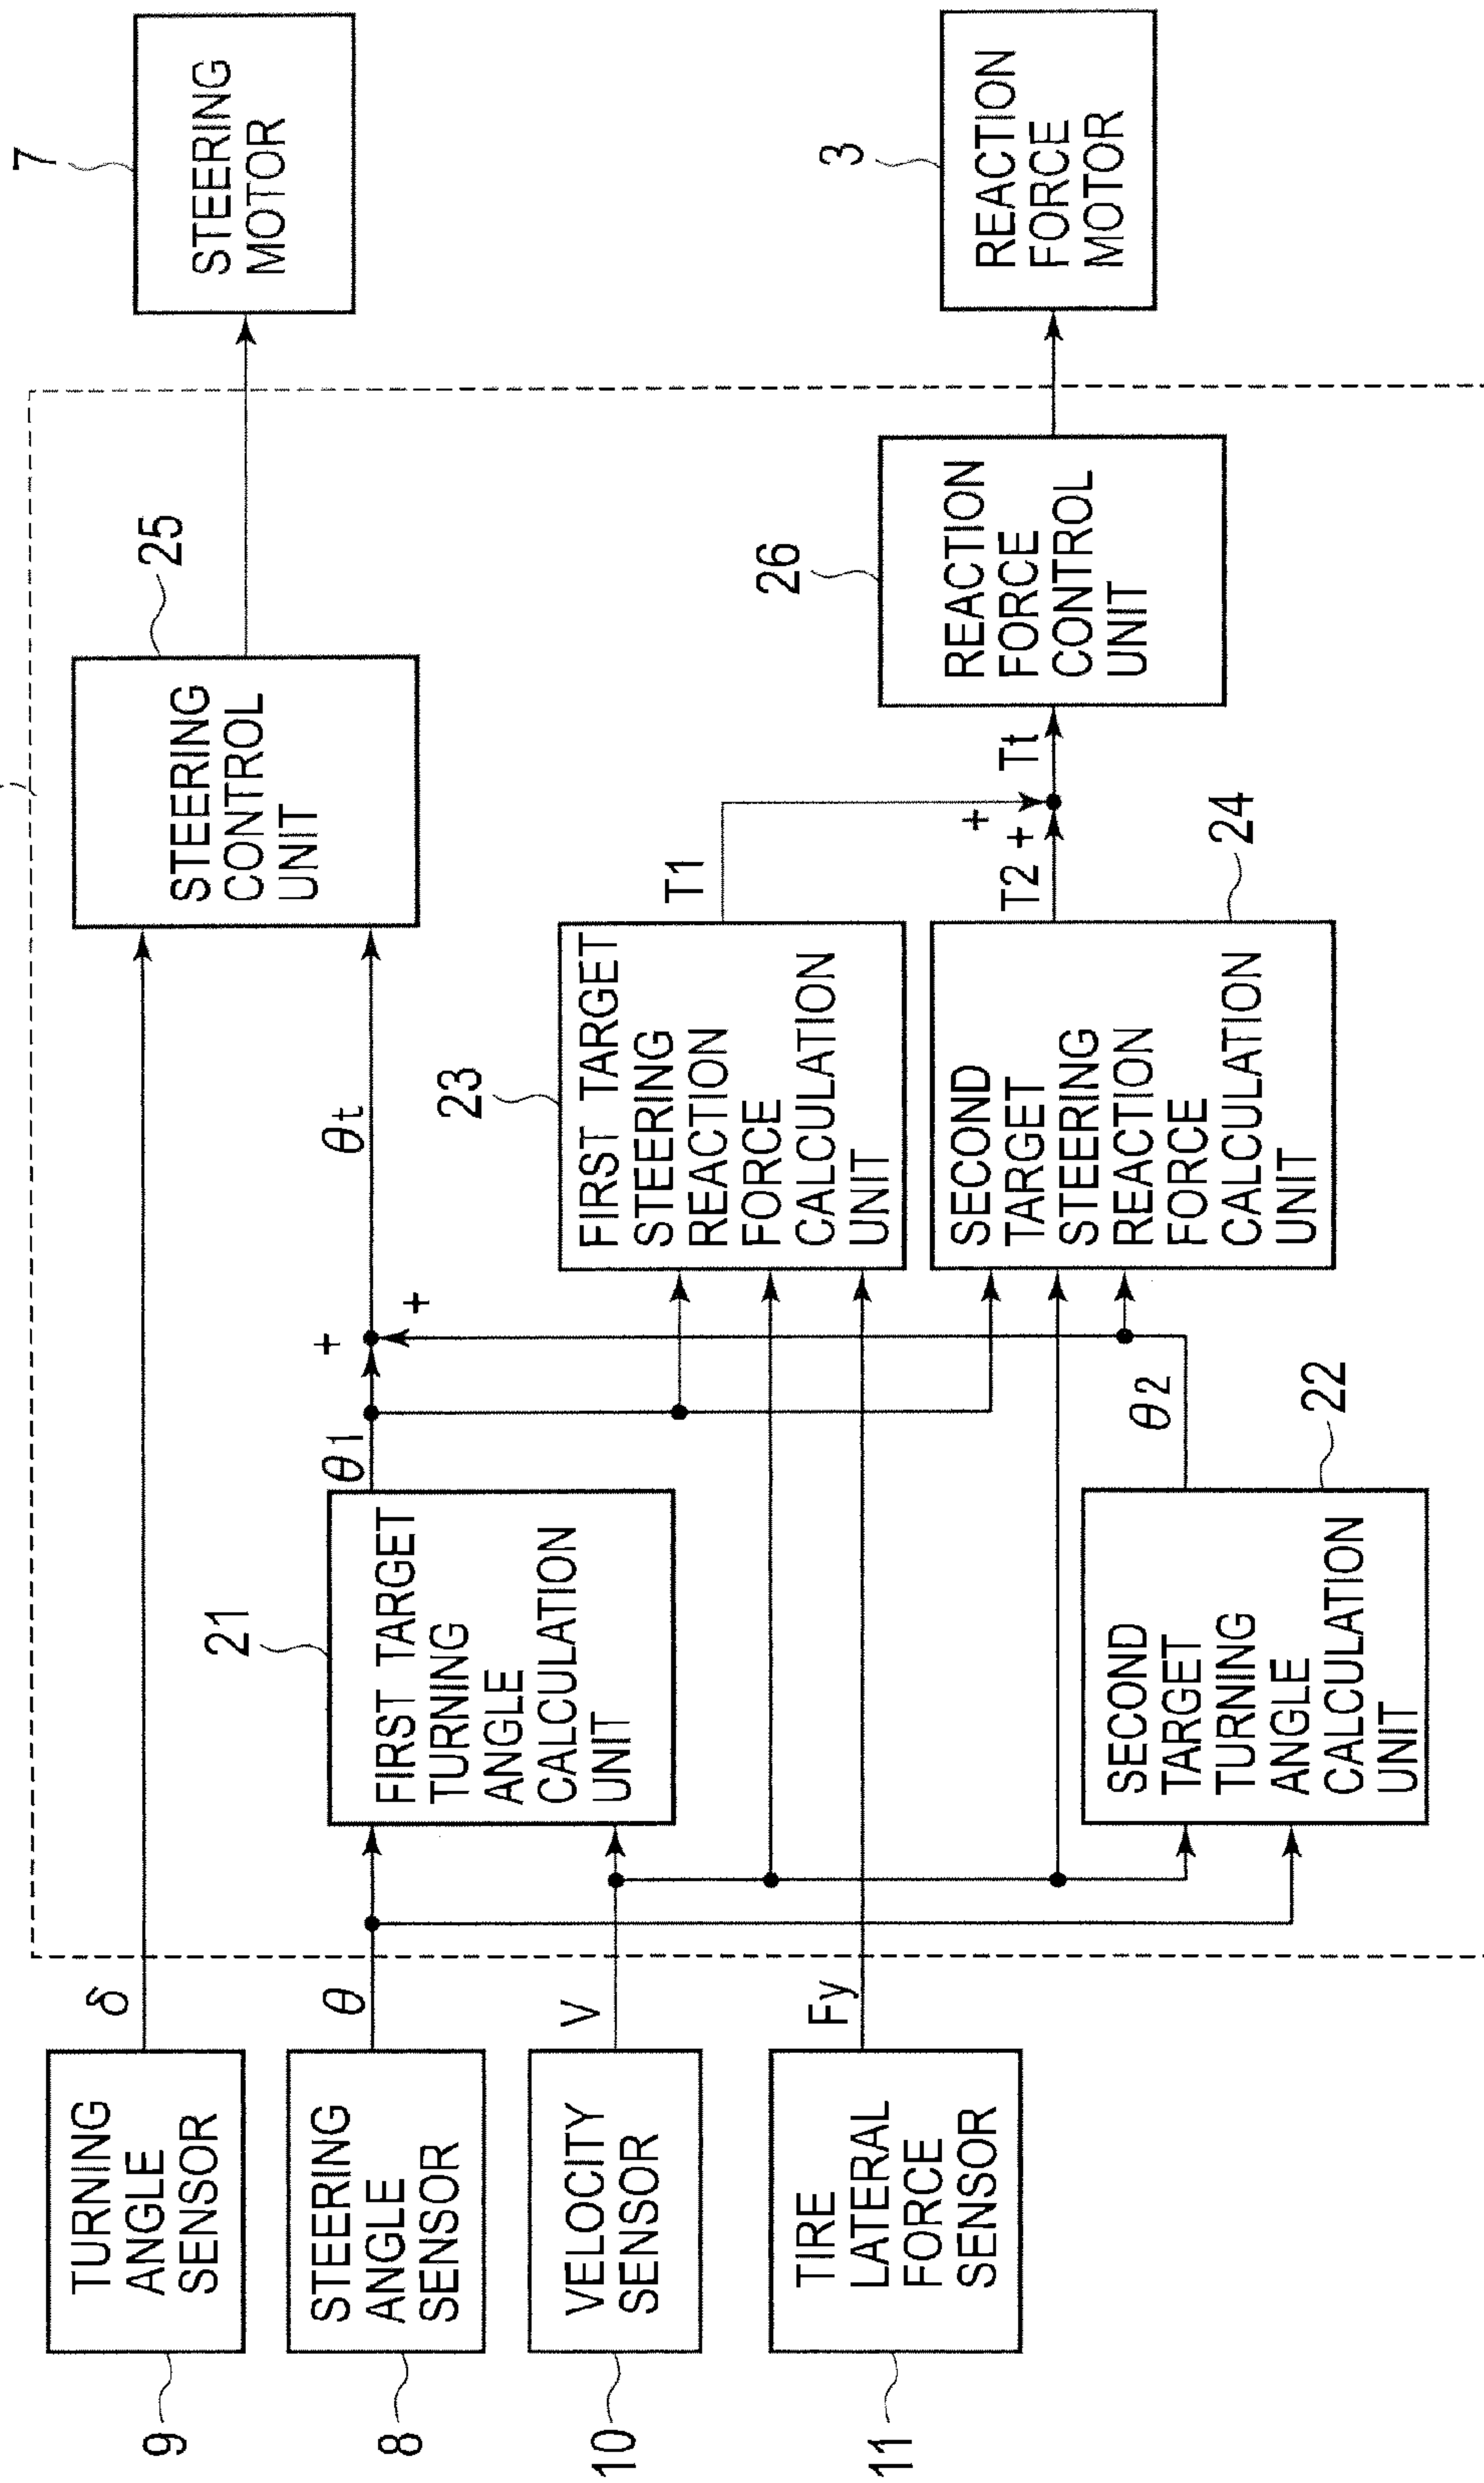 9
TURNING
ANGLE
SENSOR
δ
8
STEERING
ANGLE
SENSOR
θ
10
VELOCITY
SENSOR
V
11
TIRE
LATERAL
FORCE
SENSOR
Fy
21
FIRST TARGET
TURNING
ANGLE
CALCULATION
UNIT
θ1
22
SECOND
TARGET
TURNING
ANGLE
CALCULATION
UNIT
θ2
+
+
θt
23
FIRST TARGET
STEERING
REACTION
FORCE
CALCULATION
UNIT
T1
24
SECOND
TARGET
STEERING
REACTION
FORCE
CALCULATION
UNIT
T2
+
+
Tt
25
STEERING
CONTROL
UNIT
26
REACTION
FORCE
CONTROL
UNIT
7
STEERING
MOTOR
3
REACTION
FORCE
MOTOR